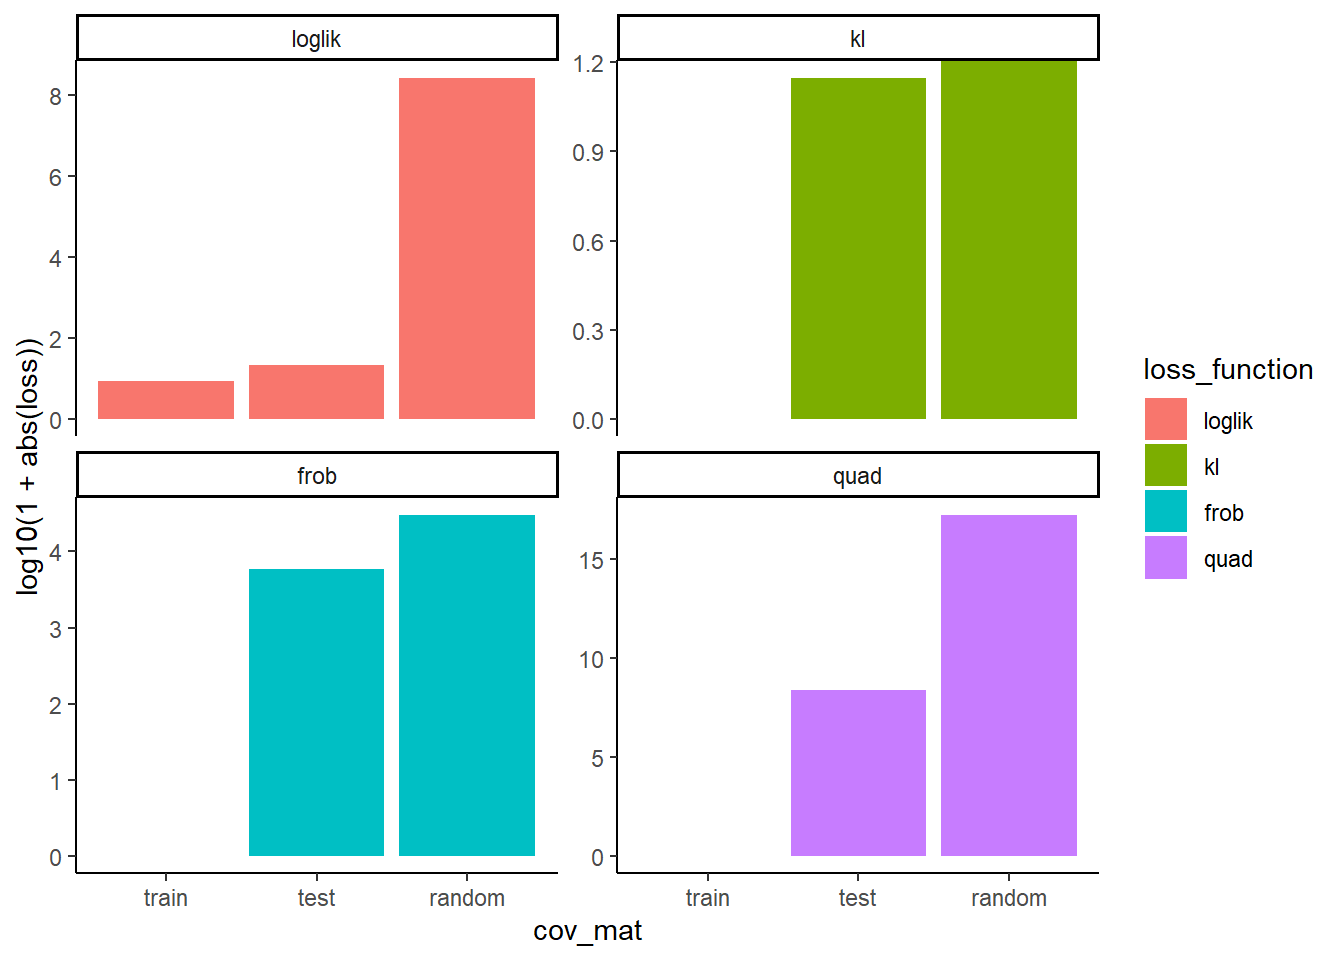 loglik
kl
8
6
4
2
0
1.2
0.9
0.6
0.3
0.0
log10(1 + abs(loss))
frob
quad
4
3
2
1
0
15
10
5
0
train test random
train test random
cov_mat
loss_function
loglik
kl
frob
quad